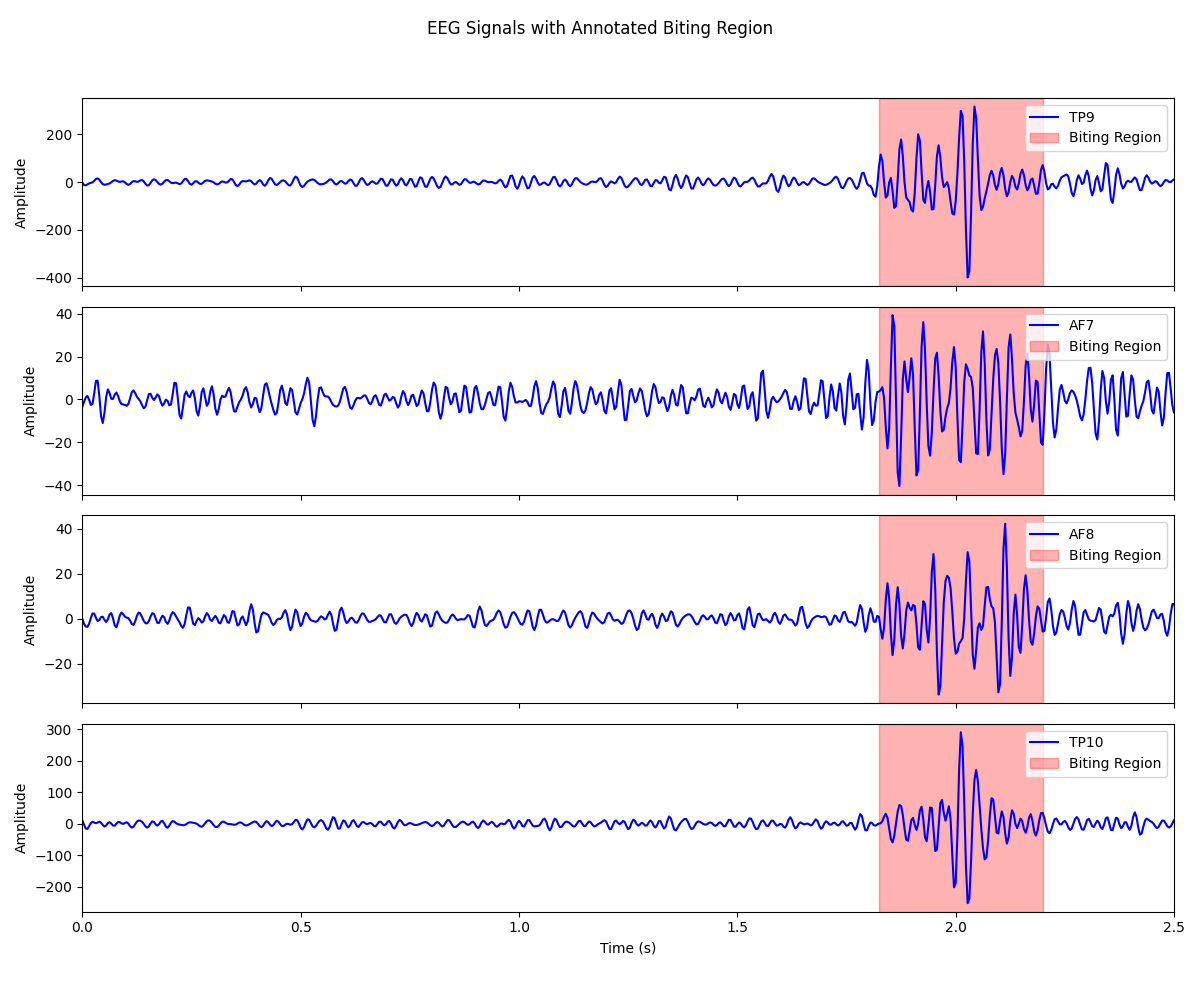 EEG Signals with Annotated Biting Region
TP9
Biting Region
200
0
−200
−400
Amplitude
AF7
Biting Region
40
20
0
−20
−40
Amplitude
AF8
Biting Region
40
20
0
−20
Amplitude
TP10
Biting Region
300
200
100
0
−100
−200
Amplitude
0.0 0.5 1.0 1.5 2.0 2.5
Time (s)